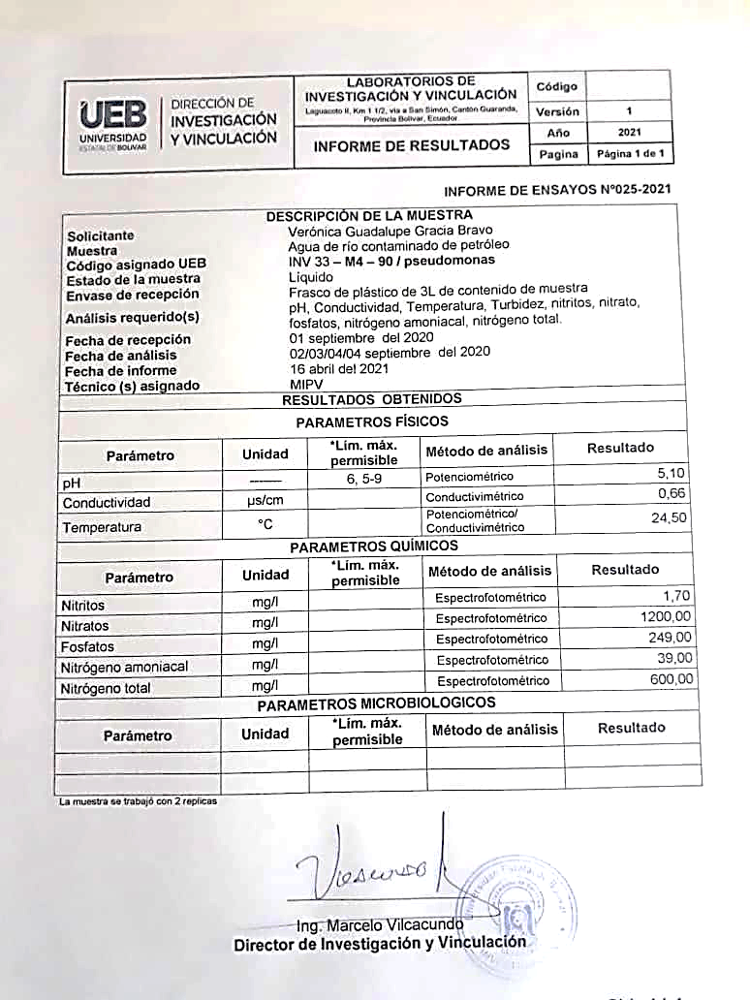 UEB
UNIVERSIDAD
ESTATAL DE BOLIVAR
DIRECCIÓN DE
INVESTIGACIÓN
Y VINCULACIÓN
LABORATORIOS DE
INVESTIGACIÓN Y VINCULACIÓN
Laguacoto II, Km 1 1/2, vía a San Simón, Cantón Guaranda,
Provincia Bolívar, Ecuador
INFORME DE RESULTADOS
Código
Versión 1
Año 2021
Pagina Página 1 de 1
INFORME DE ENSAYOS N°025-2021
DESCRIPCIÓN DE LA MUESTRA
Solicitante Verónica Guadalupe Gracia Bravo
Muestra Agua de río contaminado de petróleo
Código asignado UEB INV 33 – M4 – 90 / pseudomonas
Estado de la muestra Líquido
Envase de recepción Frasco de plástico de 3L de contenido de muestra
Análisis requerido(s) pH, Conductividad, Temperatura, Turbidez, nitritos, nitrato,
fosfatos, nitrógeno amoniacal, nitrógeno total.
Fecha de recepción 01 septiembre del 2020
Fecha de análisis 02/03/04/04 septiembre del 2020
Fecha de informe 16 abril del 2021
Técnico (s) asignado MIPV
RESULTADOS OBTENIDOS
PARAMETROS FÍSICOS
Parámetro Unidad *Lim. máx. permisible Método de análisis Resultado
pH -------- 6, 5-9 Potenciométrico 5,10
Conductividad µs/cm Conductivimétrico 0,66
Temperatura °C Potenciométrico/ Conductivimétrico 24,50
PARAMETROS QUÍMICOS
Parámetro Unidad *Lím. máx. permisible Método de análisis Resultado
Nitritos mg/l Espectrofotométrico 1,70
Nitratos mg/l Espectrofotométrico 1200,00
Fosfatos mg/l Espectrofotométrico 249,00
Nitrógeno amoniacal mg/l Espectrofotométrico 39,00
Nitrógeno total mg/l Espectrofotométrico 600,00
PARAMETROS MICROBIOLOGICOS
Parámetro Unidad *Lím. máx. permisible Método de análisis Resultado
La muestra se trabajó con 2 replicas
Ing. Marcelo Vilcacundo
Director de Investigación y Vinculación